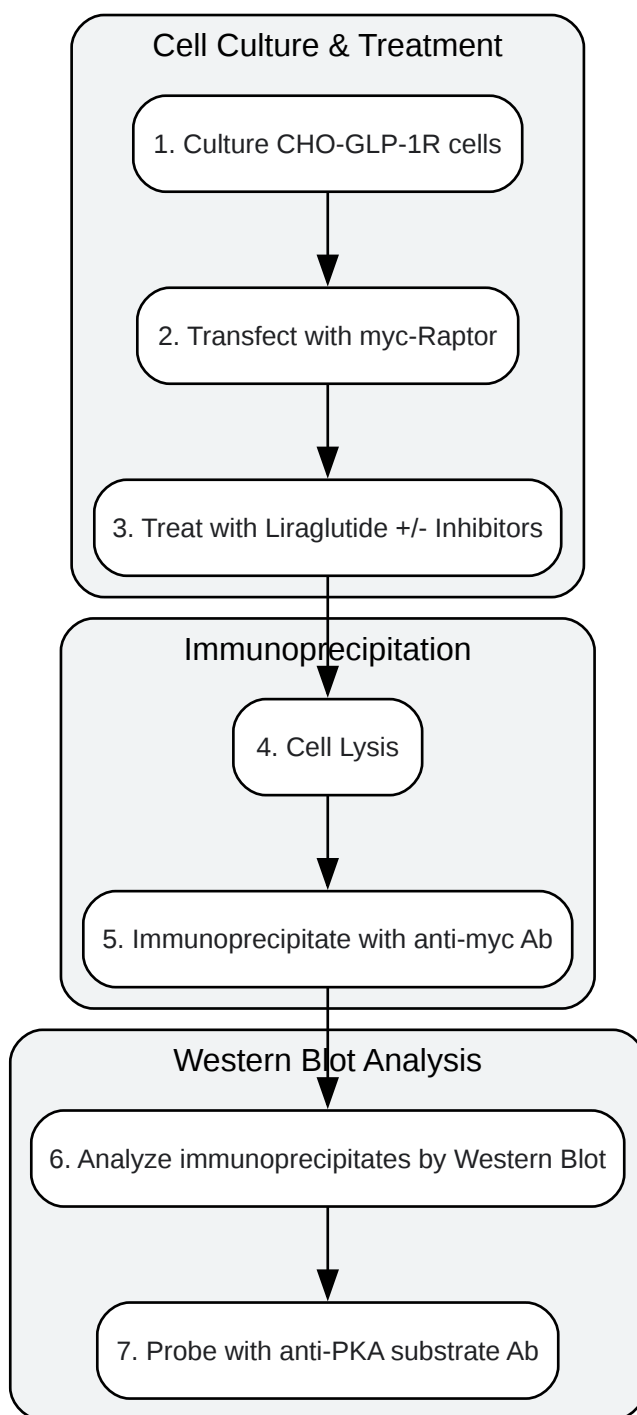 Cell Culture & Treatment
1. Culture CHO-GLP-1R cells
2. Transfect with myc-Raptor
3. Treat with Liraglutide +/- Inhibitors
Immunoprecipitation
4. Cell Lysis
5. Immunoprecipitate with anti-myc Ab
Western Blot Analysis
6. Analyze immunoprecipitates by Western Blot
7. Probe with anti-PKA substrate Ab